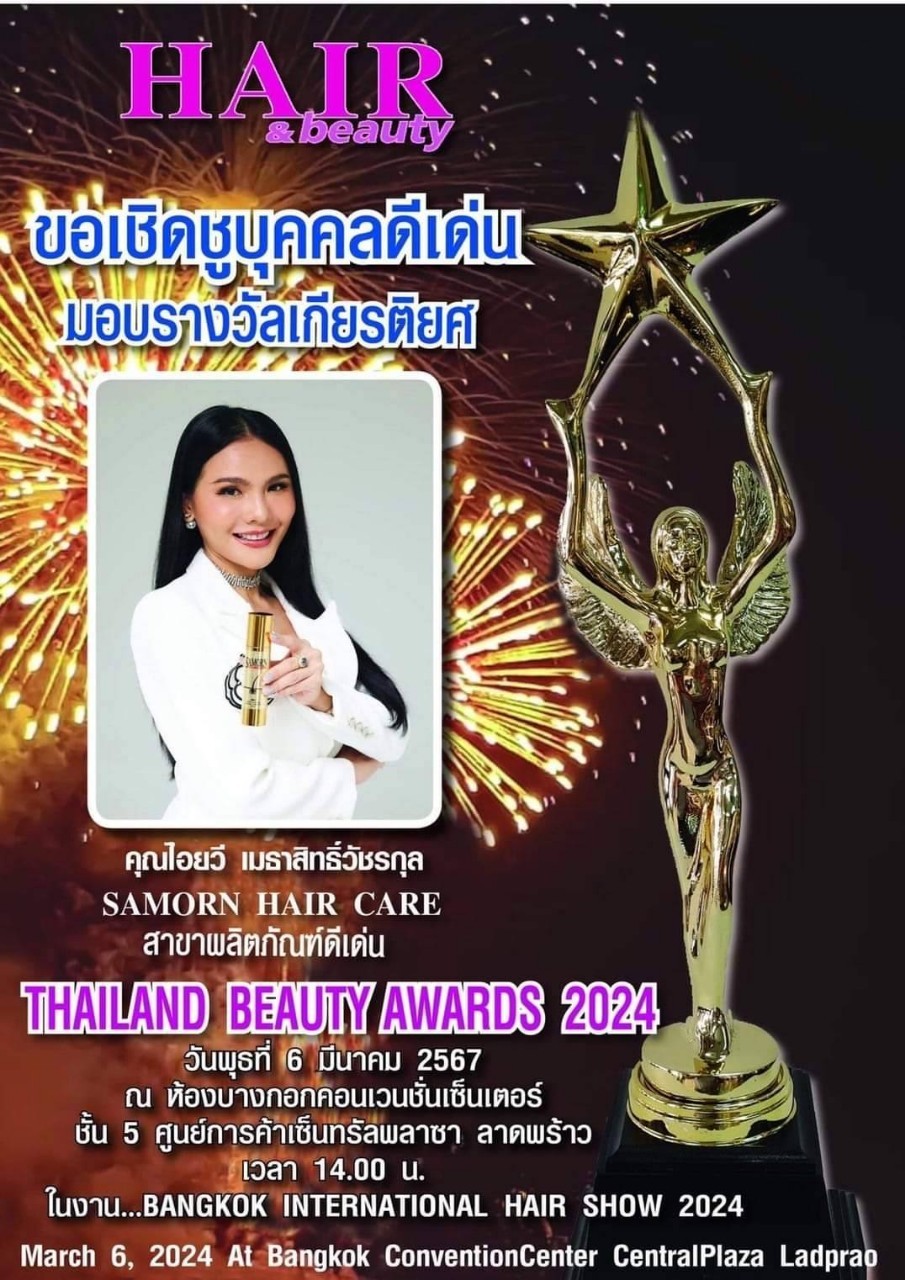 HAIR
& beauty
ขอเชิดชูบุคคลดีเด่น
มอบรางวัลเกียรติยศ
SAMORN
คุณไอยวี เมธาสิทธิ์วัชรกุล
SAMORN HAIR CARE
สาขาผลิตภัณฑ์ดีเด่น
THAILAND BEAUTY AWARDS 2024
วันพุธที่ 6 มีนาคม 2567
ณ ห้องบางกอกคอนเวนชั่นเซ็นเตอร์
ชั้น 5 ศูนย์การค้าเซ็นทรัลพลาซา ลาดพร้าว
เวลา 14.00 น.
ในงาน...BANGKOK INTERNATIONAL HAIR SHOW 2024
March 6, 2024 At Bangkok ConventionCenter CentralPlaza Ladprao